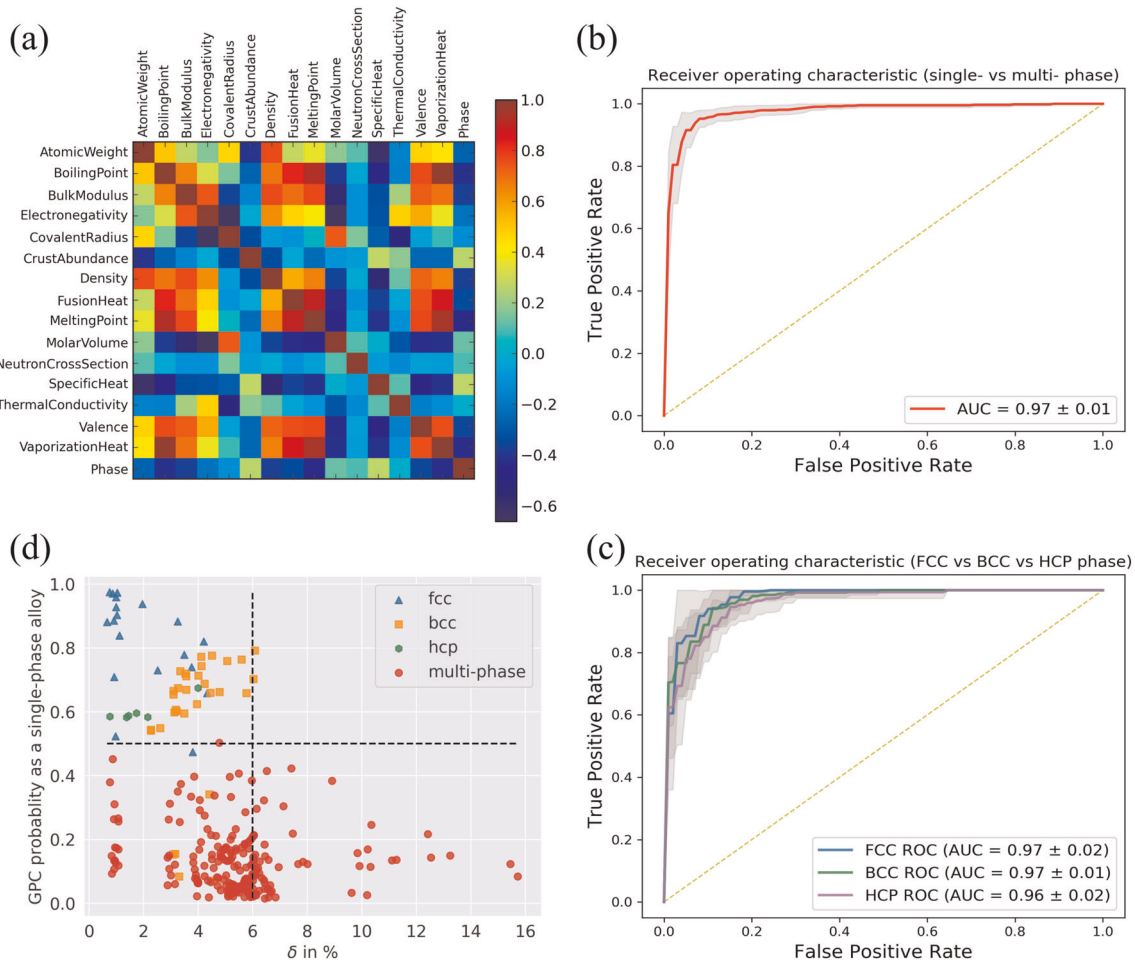 (a)
AtomicWeight
BoilingPoint
BulkModulus
Electronegativity
CovalentRadius
CrustAbundance
Density
FusionHeat
MeltingPoint
MolarVolume
NeutronCrossSection
SpecificHeat
ThermalConductivity
Valence
VaporizationHeat
Phase
AtomicWeight
BoilingPoint
BulkModulus
Electronegativity
CovalentRadius
CrustAbundance
Density
FusionHeat
MeltingPoint
MolarVolume
NeutronCrossSection
SpecificHeat
ThermalConductivity
Valence
VaporizationHeat
Phase
1.0
0.8
0.6
0.4
0.2
0.0
−0.2
−0.4
−0.6
(b)
Receiver operating characteristic (single- vs multi- phase)
True Positive Rate
1.0
0.8
0.6
0.4
0.2
0.0
AUC = 0.97 ± 0.01
0.0 0.2 0.4 0.6 0.8 1.0
False Positive Rate
(d)
GPC probablity as a single-phase alloy
1.0
0.8
0.6
0.4
0.2
0.0
fcc
bcc
hcp
multi-phase
0 2 4 6 8 10 12 14 16
δ in %
(c)
Receiver operating characteristic (FCC vs BCC vs HCP phase)
True Positive Rate
1.0
0.8
0.6
0.4
0.2
0.0
FCC ROC (AUC = 0.97 ± 0.02)
BCC ROC (AUC = 0.97 ± 0.01)
HCP ROC (AUC = 0.96 ± 0.02)
0.0 0.2 0.4 0.6 0.8 1.0
False Positive Rate